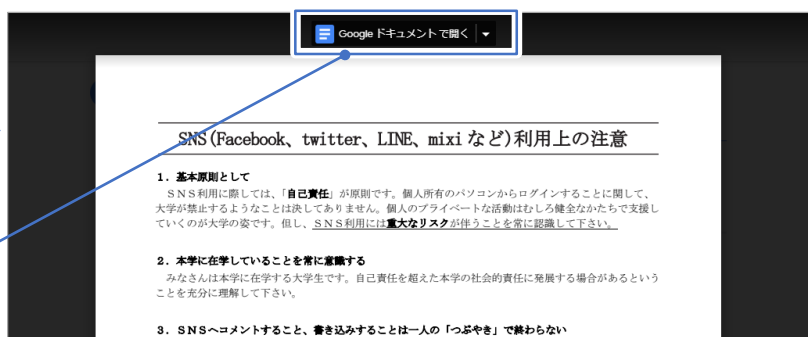 Google ドキュメントで開く
SNS(Facebook、twitter、LINE、mixi など)利用上の注意
1．基本原則として
ＳＮＳ利用に際しては、「自己責任」が原則です。個人所有のパソコンからログインすることに関して、
大学が禁止するようなことは決してありません。個人のプライベートな活動はむしろ健全なかたちで支援し
ていくのが大学の姿です。但し、ＳＮＳ利用には重大なリスクが伴うことを常に認識して下さい。
2．本学に在学していることを常に意識する
みなさんは本学に在学する大学生です。自己責任を超えた本学の社会的責任に発展する場合があるという
ことを充分に理解して下さい。
3．ＳＮＳへコメントすること、書き込みすることは一人の「つぶやき」で終わらない